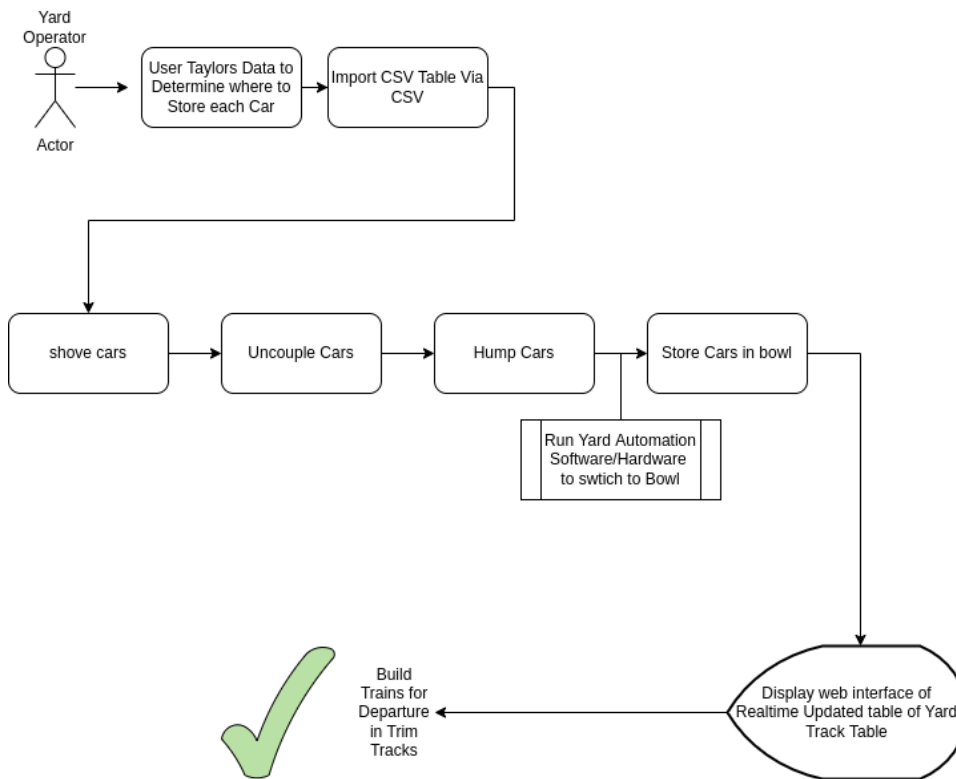 Yard
Operator
Actor
User Taylors Data to
Determine where to
Store each Car
Import CSV Table Via
CSV
shove cars
Uncouple Cars
Hump Cars
Store Cars in bowl
Run Yard Automation
Software/Hardware
to swtich to Bowl
Display web interface of
Realtime Updated table of Yard
Track Table
Build
Trains for
Departure
in Trim
Tracks